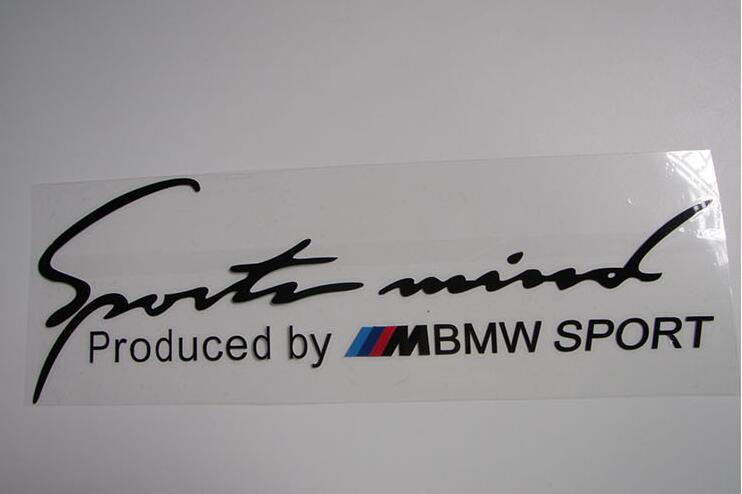 Sports mind
Produced by MBMW SPORT